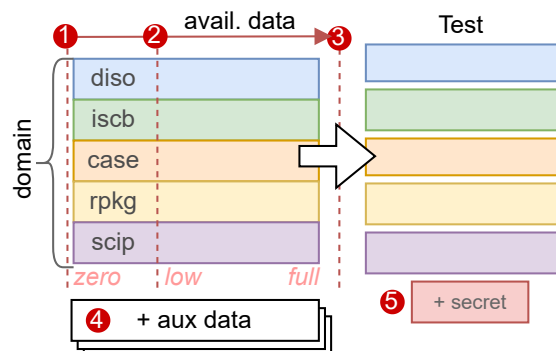 avail. data
Test
1
2
3
domain
diso
iscb
case
rpkg
scip
zero
low
full
4 + aux data
5 + secret